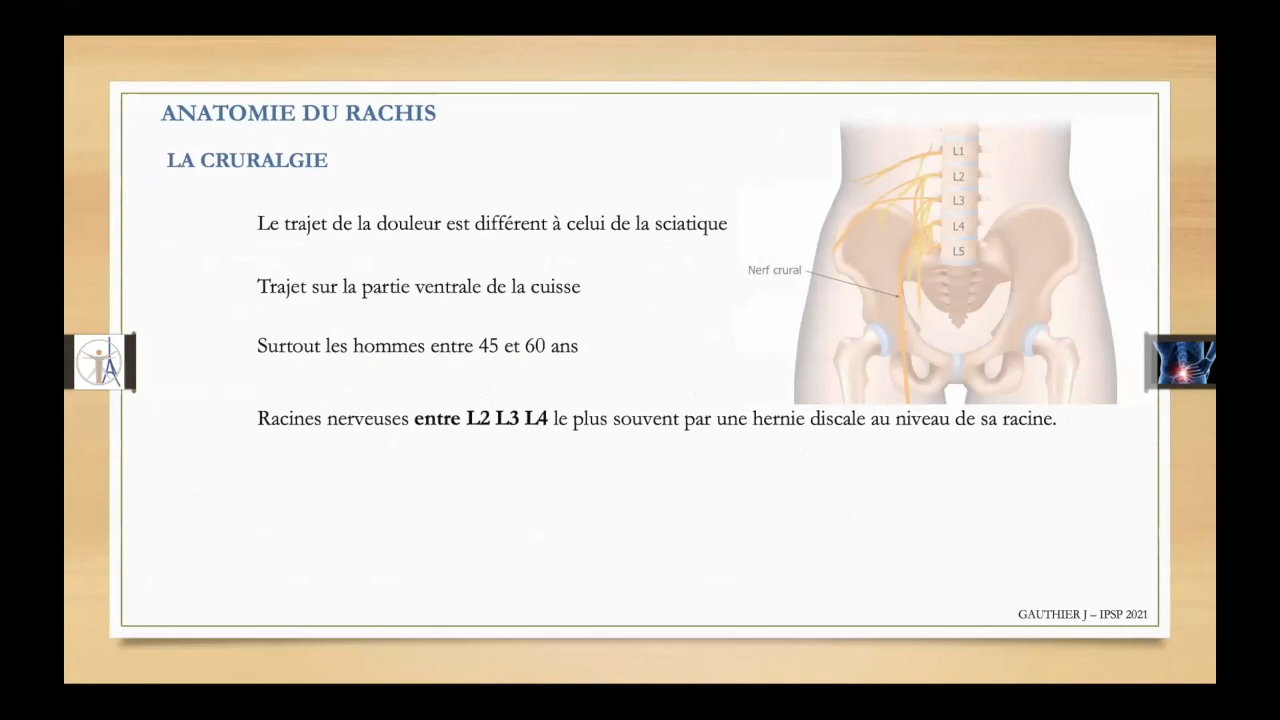 ANATOMIE DU RACHIS
LA CRURALGIE
Le trajet de la douleur est différent à celui de la sciatique
Trajet sur la partie ventrale de la cuisse
Surtout les hommes entre 45 et 60 ans
Racines nerveuses entre L2 L3 L4 le plus souvent par une hernie discale au niveau de sa racine.
L1
L2
L3
L4
L5
Nerf crural
GAUTHIER J – IPSP 2021